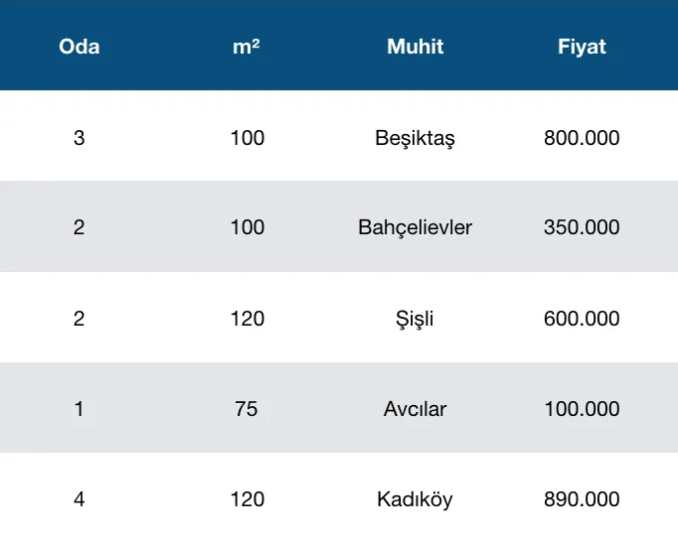 Oda m² Muhit Fiyat
3 100 Beşiktaş 800.000
2 100 Bahçelievler 350.000
2 120 Şişli 600.000
1 75 Avcılar 100.000
4 120 Kadıköy 890.000